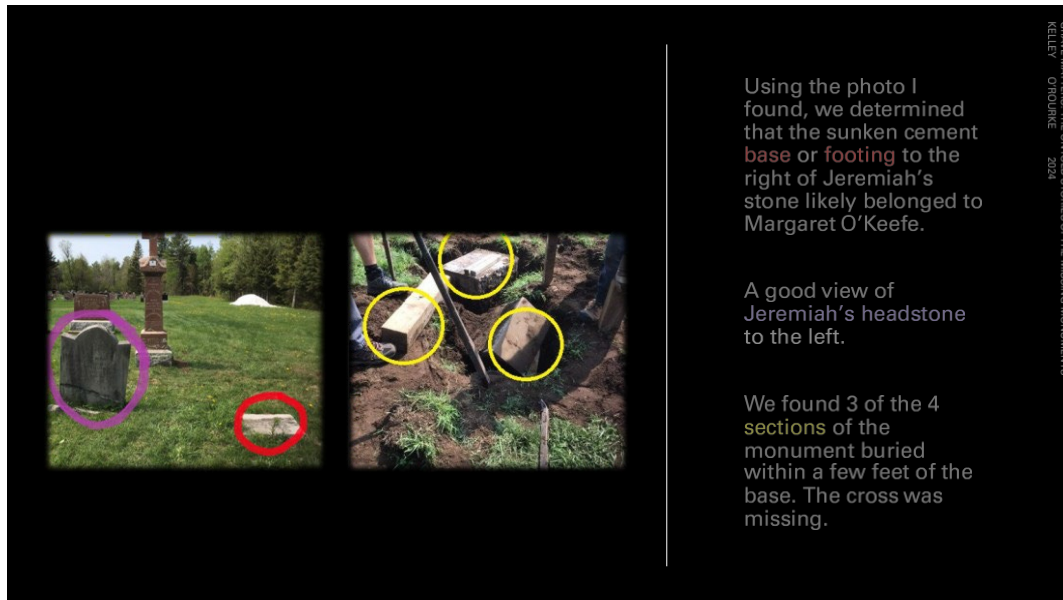 Using the photo I
found, we determined
that the sunken cement
base or footing to the
right of Jeremiah's
stone likely belonged to
Margaret O'Keefe.
A good view of
Jeremiah's headstone
to the left.
We found 3 of the 4
sections of the
monument buried
within a few feet of the
base. The cross was
missing.
KELLEY O'ROURKE 2024